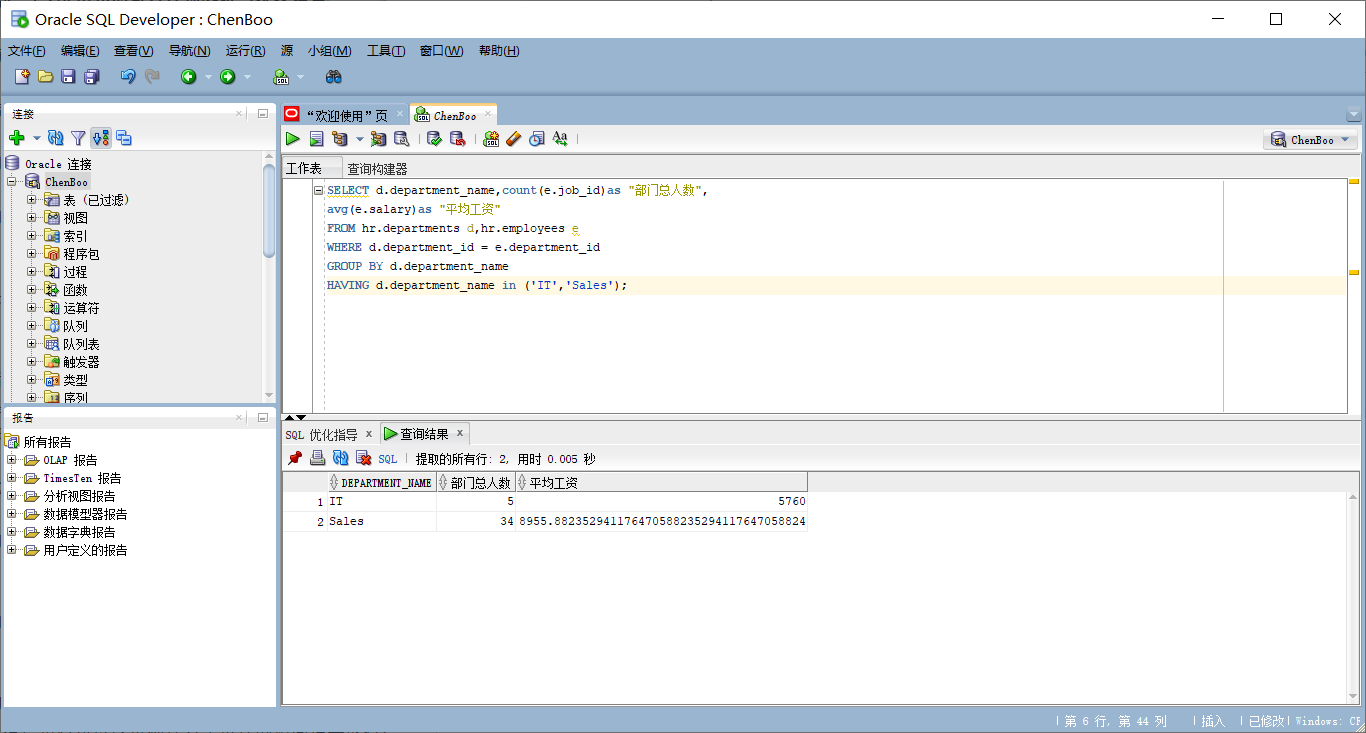 Oracle SQL Developer : ChenBoo
文件(F) 编辑(E) 查看(V) 导航(N) 运行(R) 源 小组(M) 工具(T) 窗口(W) 帮助(H)
连接
Oracle 连接
ChenBoo
表 (已过滤)
视图
索引
程序包
过程
函数
运算符
队列
队列表
触发器
类型
序列
报告
所有报告
OLAP 报告
TimesTen 报告
分析视图报告
数据模型器报告
数据字典报告
用户定义的报告
“欢迎使用”页 ChenBoo
ChenBoo
工作表 查询构建器
SELECT d.department_name,count(e.job_id)as "部门总人数",
avg(e.salary)as "平均工资"
FROM hr.departments d,hr.employees e
WHERE d.department_id = e.department_id
GROUP BY d.department_name
HAVING d.department_name in ('IT','Sales');
SQL 优化指导 x 查询结果 x
SQL | 提取的所有行: 2, 用时 0.005 秒
DEPARTMENT_NAME 部门总人数 平均工资
1 IT 5 5760
2 Sales 34 8955.88235294117647058823529411764705882​4
| 第 6 行, 第 44 列 | 插入 | 已修改| Windows: CF